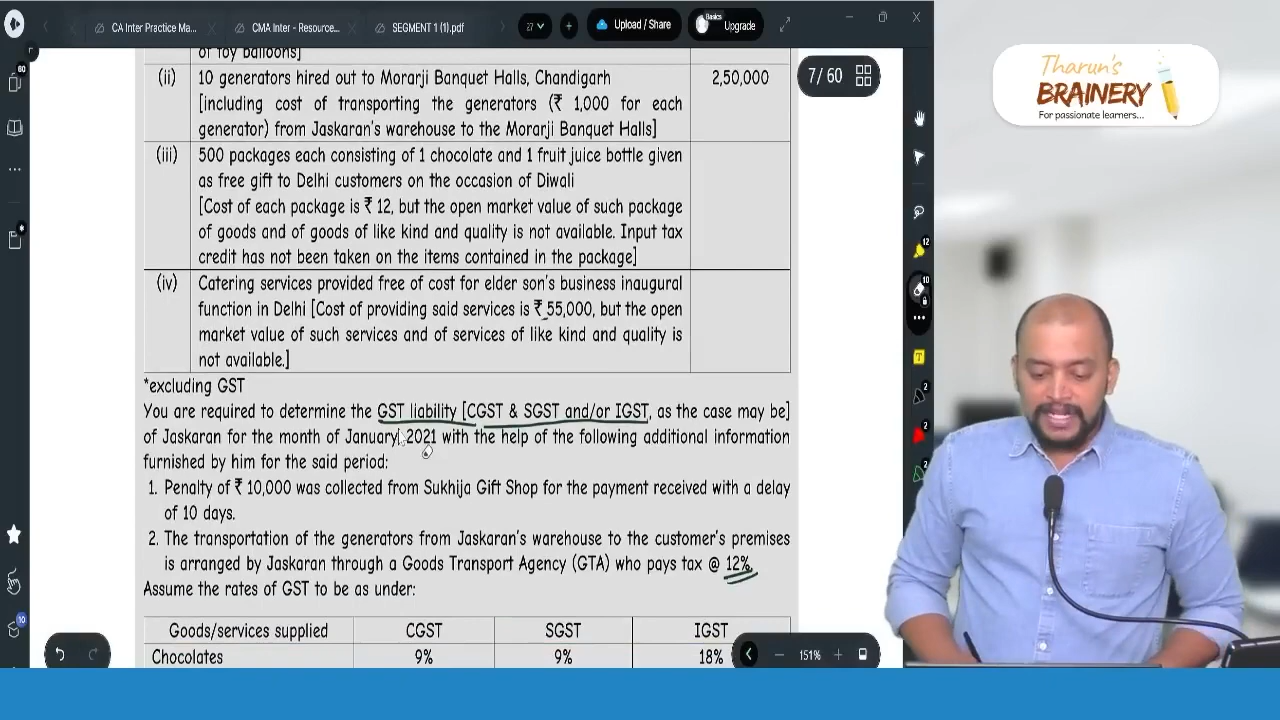 CA Inter Practice Ma...
CMA Inter - Resource...
SEGMENT 1 (1).pdf
27
Upload / Share
Basics
Upgrade
of toy balloons]
(ii) 10 generators hired out to Morarji Banquet Halls, Chandigarh 2,50,000
[including cost of transporting the generators (₹ 1,000 for each
generator) from Jaskaran's warehouse to the Morarji Banquet Halls]
(iii) 500 packages each consisting of 1 chocolate and 1 fruit juice bottle given
as free gift to Delhi customers on the occasion of Diwali
[Cost of each package is ₹ 12, but the open market value of such package
of goods and of goods of like kind and quality is not available. Input tax
credit has not been taken on the items contained in the package]
(iv) Catering services provided free of cost for elder son's business inaugural
function in Delhi [Cost of providing said services is ₹ 55,000, but the open
market value of such services and of services of like kind and quality is
not available.]
*excluding GST
You are required to determine the GST liability [CGST & SGST and/or IGST, as the case may be]
of Jaskaran for the month of January 2021 with the help of the following additional information
furnished by him for the said period:
1. Penalty of ₹ 10,000 was collected from Sukhija Gift Shop for the payment received with a delay
of 10 days.
2. The transportation of the generators from Jaskaran's warehouse to the customer's premises
is arranged by Jaskaran through a Goods Transport Agency (GTA) who pays tax @ 12%.
Assume the rates of GST to be as under:
Goods/services supplied CGST SGST IGST
Chocolates 9% 9% 18%
7 / 60
151%
80
10
12
10
T
2
2
2
Tharun's
BRAINERY
For passionate learners...